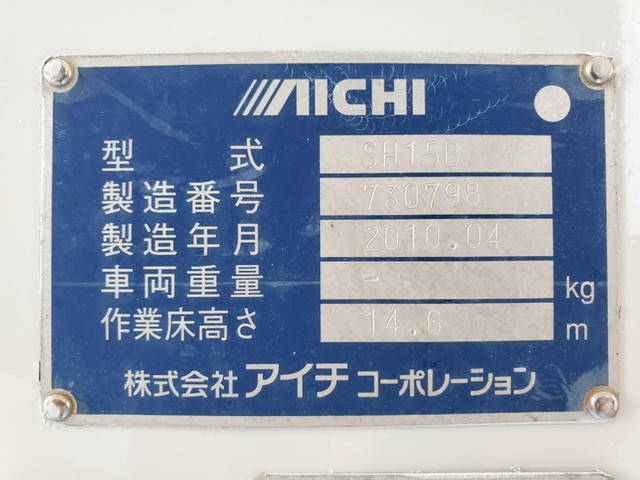 AICHI
型式 SH15B
製造番号 730798
製造年月 2010.04
車両重量 - kg
作業床高さ 14.6 m
株式会社 アイチ コーポレーション